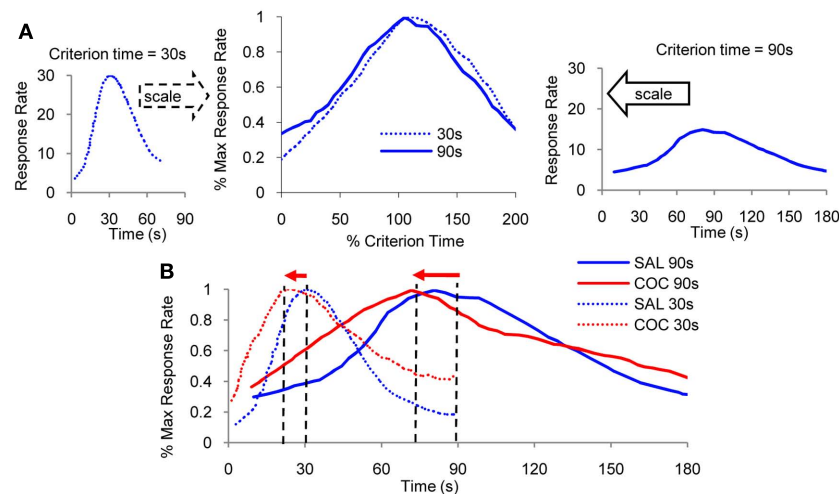 A
Criterion time = 30s
Response Rate
30
20
10
0
0 30 60 90
Time (s)
scale
% Max Response Rate
1
0.8
0.6
0.4
0.2
0
0 50 100 150 200
% Criterion Time
30s
90s
Criterion time = 90s
Response Rate
30
20
10
0
0 30 60 90 120 150 180
Time (s)
scale
B
% Max Response Rate
1
0.8
0.6
0.4
0.2
0
0 30 60 90 120 150 180
Time (s)
SAL 90s
COC 90s
SAL 30s
COC 30s